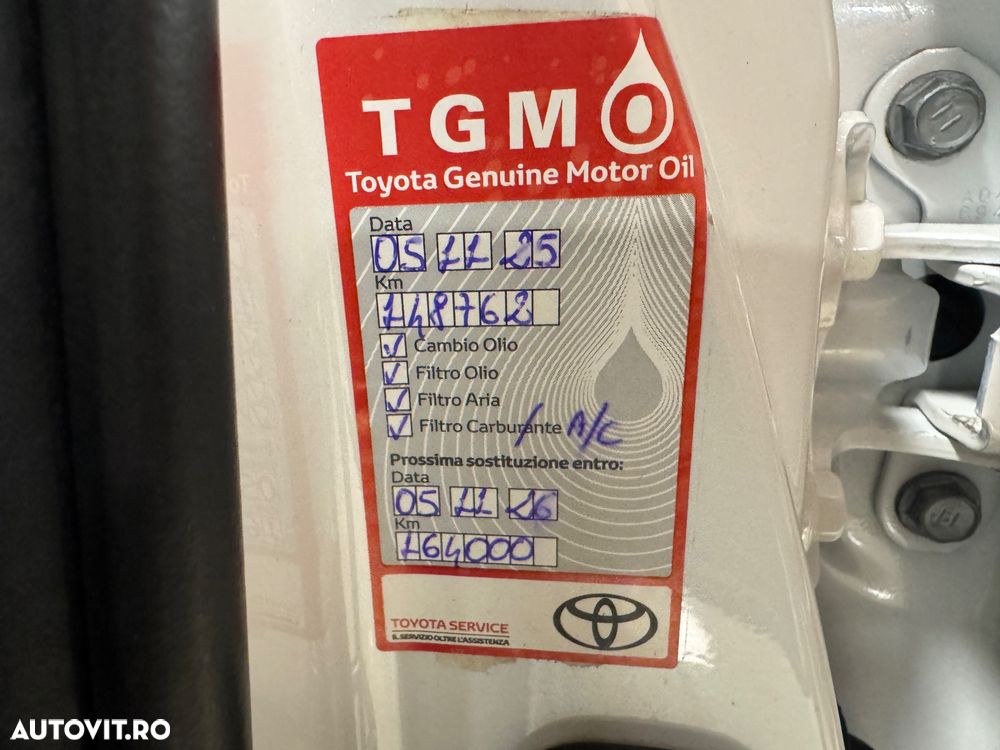 TGMO
Toyota Genuine Motor Oil
Data
05 11 25
Km
148762
Cambio Olio
Filtro Olio
Filtro Aria
Filtro Carburante / A/C
Prossima sostituzione entro:
Data
05 11 26
Km
164000
TOYOTA SERVICE
IL SERVIZIO OLTRE L'ASSISTENZA
AUTOVIT.RO